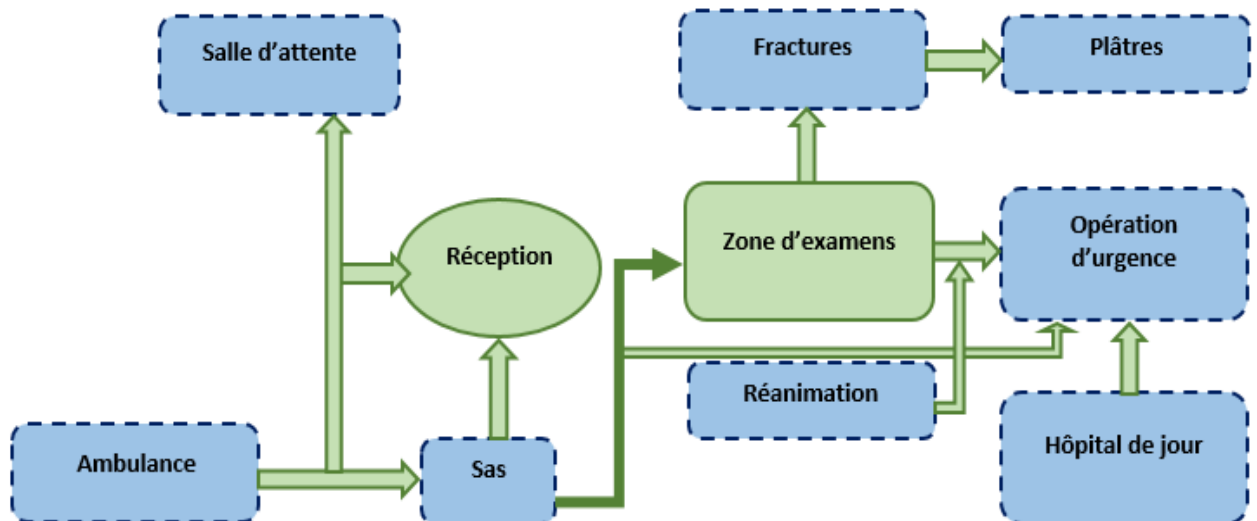 Salle d'attente
Fractures
Plâtres
Réception
Zone d'examens
Opération
d'urgence
Réanimation
Ambulance
Sas
Hôpital de jour